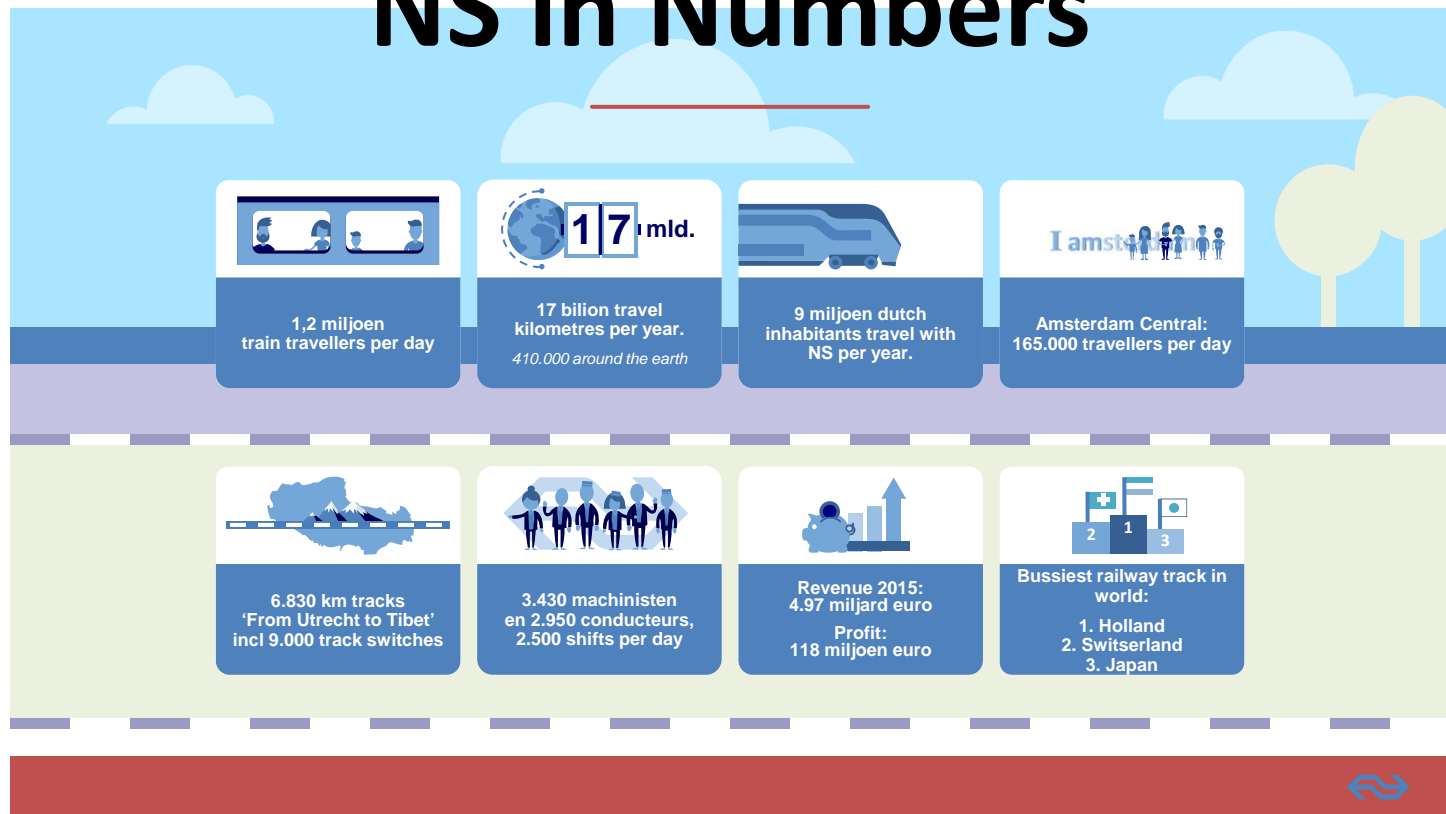 NS in Numbers
17 mld.
I amsterdam
1,2 miljoen
train travellers per day
17 bilion travel
kilometres per year.
410.000 around the earth
9 miljoen dutch
inhabitants travel with
NS per year.
Amsterdam Central:
165.000 travellers per day
2 1 3
6.830 km tracks
‘From Utrecht to Tibet’
incl 9.000 track switches
3.430 machinisten
en 2.950 conducteurs,
2.500 shifts per day
Revenue 2015:
4.97 miljard euro
Profit:
118 miljoen euro
Bussiest railway track in
world:
1. Holland
2. Switserland
3. Japan